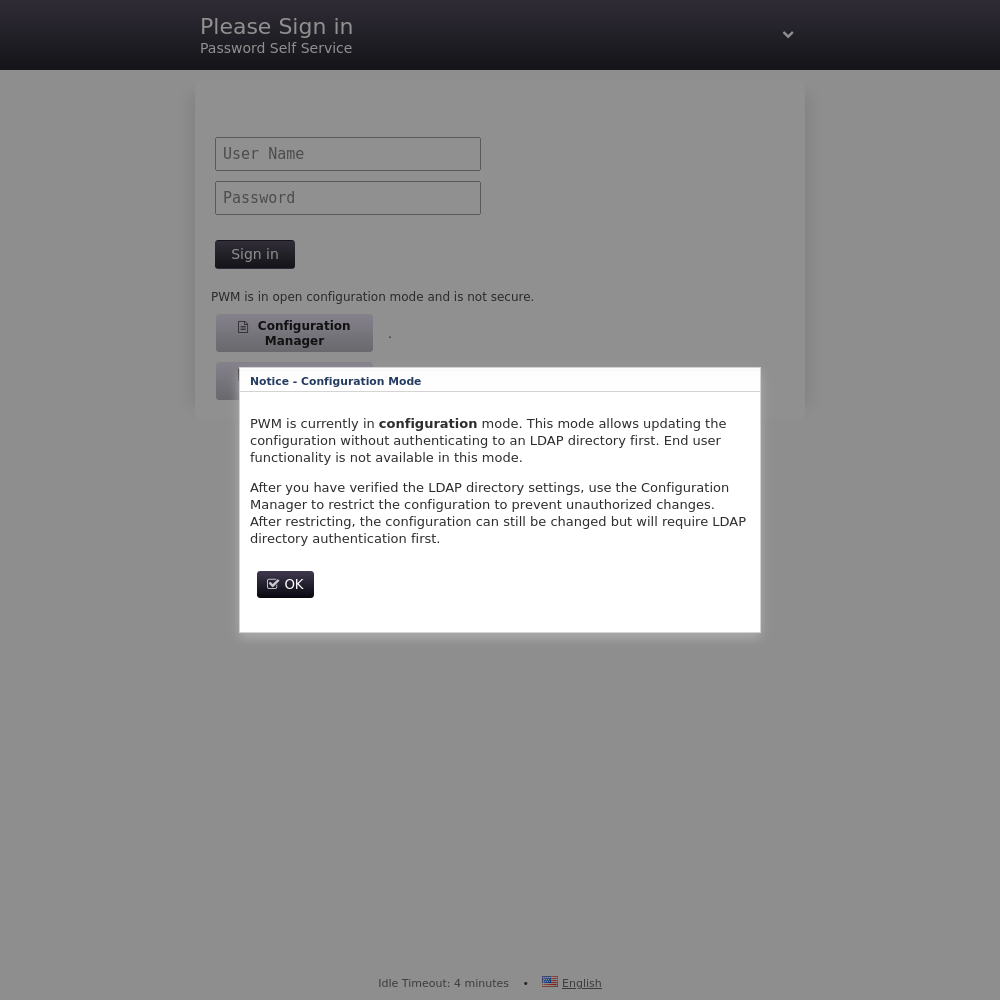 Please Sign in
Password Self Service
User Name
Password
Sign in
PWM is in open configuration mode and is not secure.
Configuration
Manager
.
Notice - Configuration Mode
PWM is currently in configuration mode. This mode allows updating the
configuration without authenticating to an LDAP directory first. End user
functionality is not available in this mode.
After you have verified the LDAP directory settings, use the Configuration
Manager to restrict the configuration to prevent unauthorized changes.
After restricting, the configuration can still be changed but will require LDAP
directory authentication first.
OK
Idle Timeout: 4 minutes • English